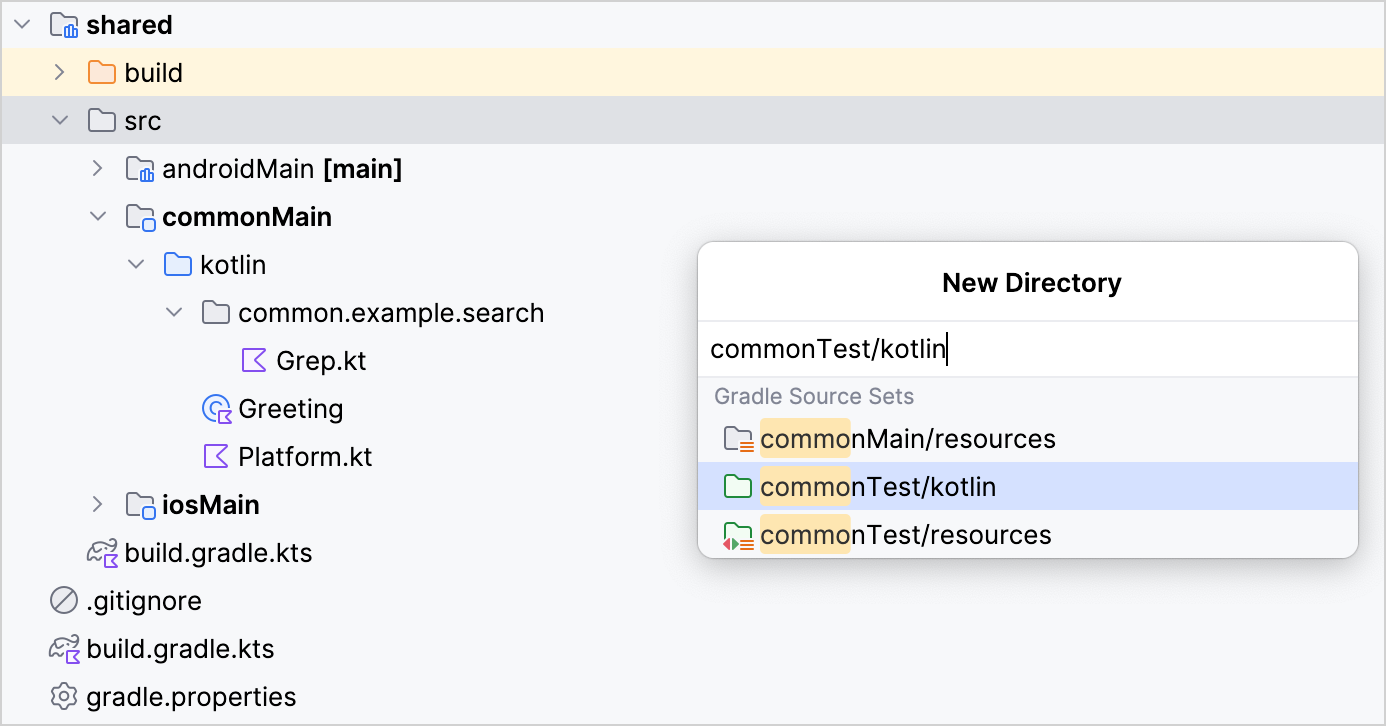 shared
build
src
androidMain [main]
commonMain
kotlin
common.example.search
Grep.kt
Greeting
Platform.kt
iosMain
build.gradle.kts
.gitignore
build.gradle.kts
gradle.properties
New Directory
commonTest/kotlin
Gradle Source Sets
commonMain/resources
commonTest/kotlin
commonTest/resources